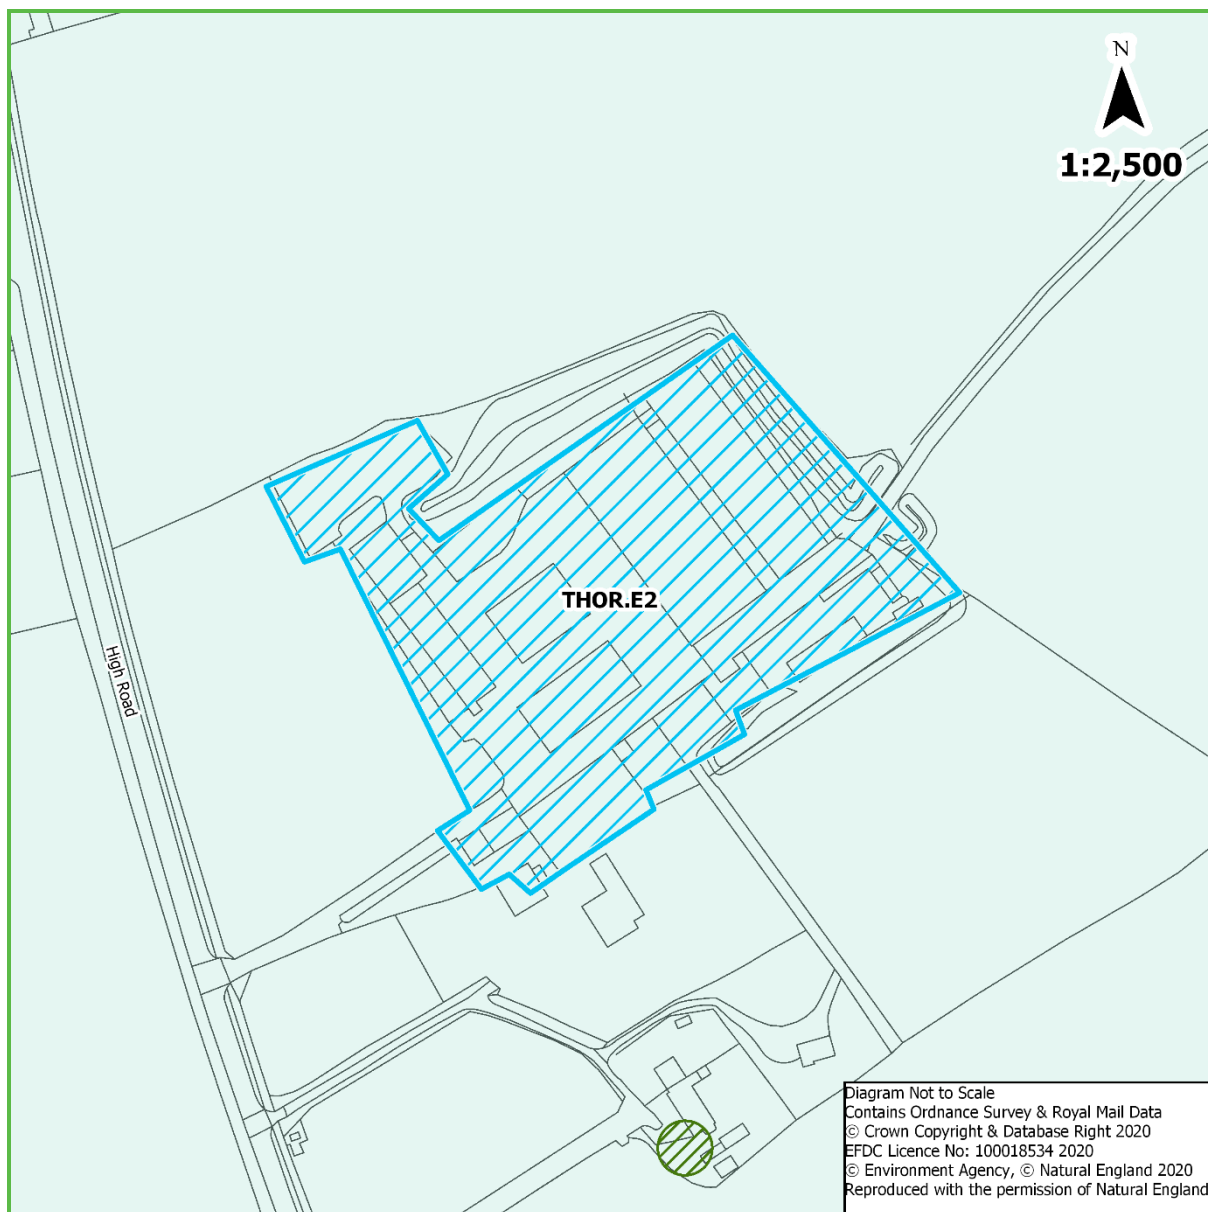 N
1:2,500
THOR.E2
High Road
Diagram Not to Scale
Contains Ordnance Survey & Royal Mail Data
© Crown Copyright & Database Right 2020
EFDC Licence No: 100018534 2020
© Environment Agency, © Natural England 2020
Reproduced with the permission of Natural England